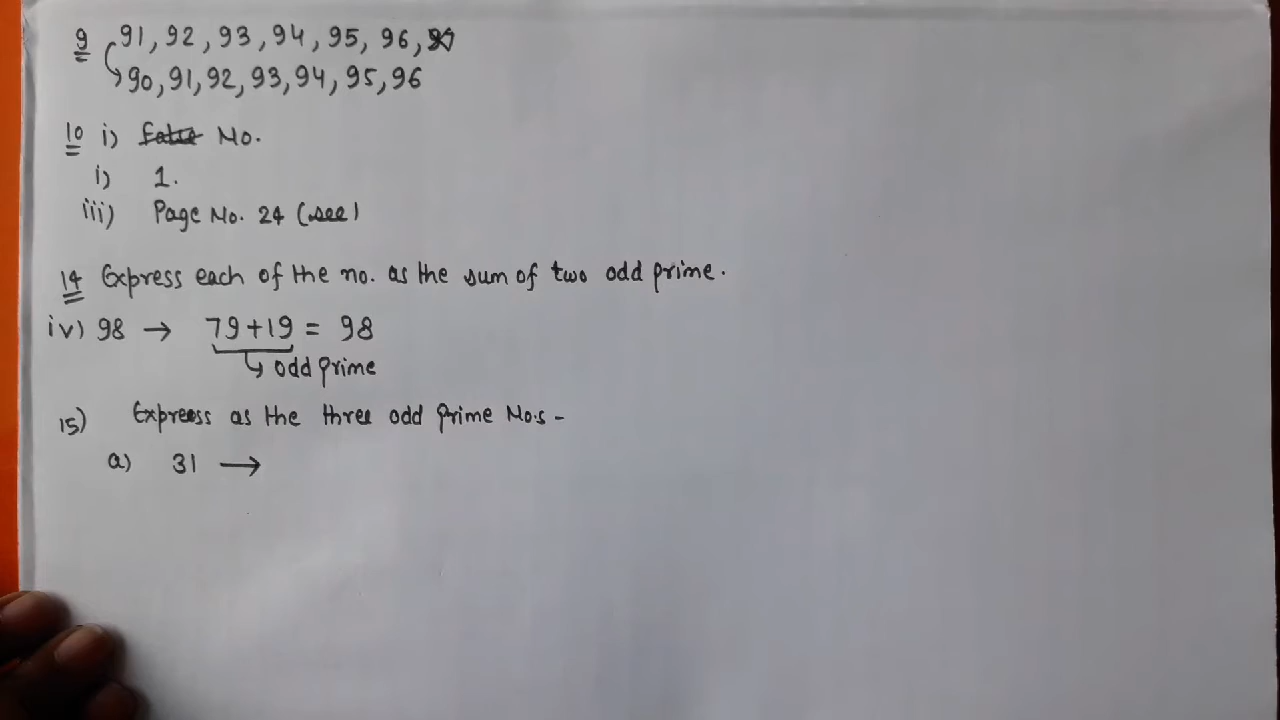 9 91, 92, 93, 94, 95, 96,
90, 91, 92, 93, 94, 95, 96
10 i) False No.
i) 1.
iii) Page No. 24 (see)
14 Express each of the no. as the sum of two odd prime.
iv) 98 → 79+19 = 98
odd prime
15) Express as the three odd prime No.s -
a) 31 →